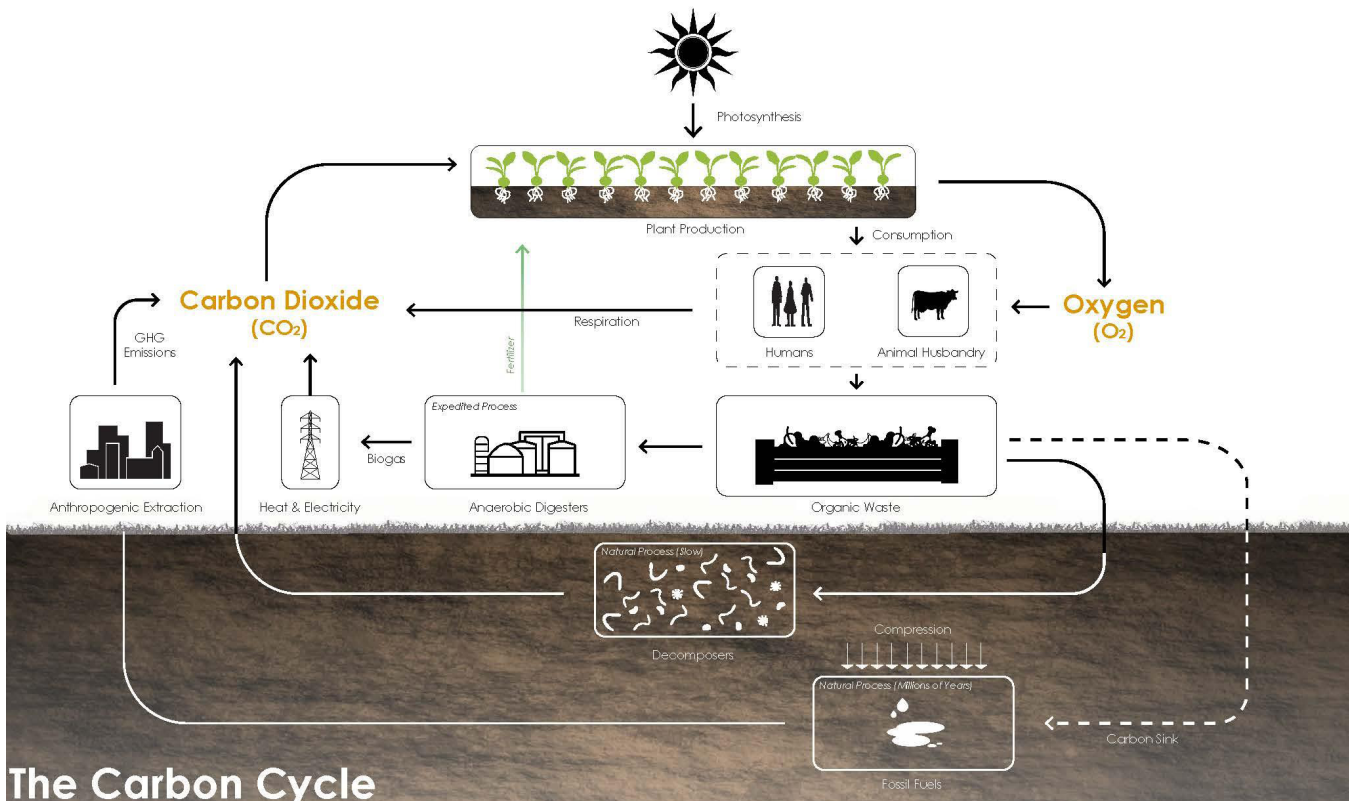 Photosynthesis
Plant Production
Consumption
Carbon Dioxide
(CO₂)
Respiration
Oxygen
(O₂)
GHG
Emissions
Humans
Animal Husbandry
Fertilizer
Expedited Process
Biogas
Anthropogenic Extraction
Heat & Electricity
Anaerobic Digesters
Organic Waste
Natural Process (Slow)
Decomposers
Compression
Natural Process (Millions of Years)
Carbon Sink
Fossil Fuels
The Carbon Cycle